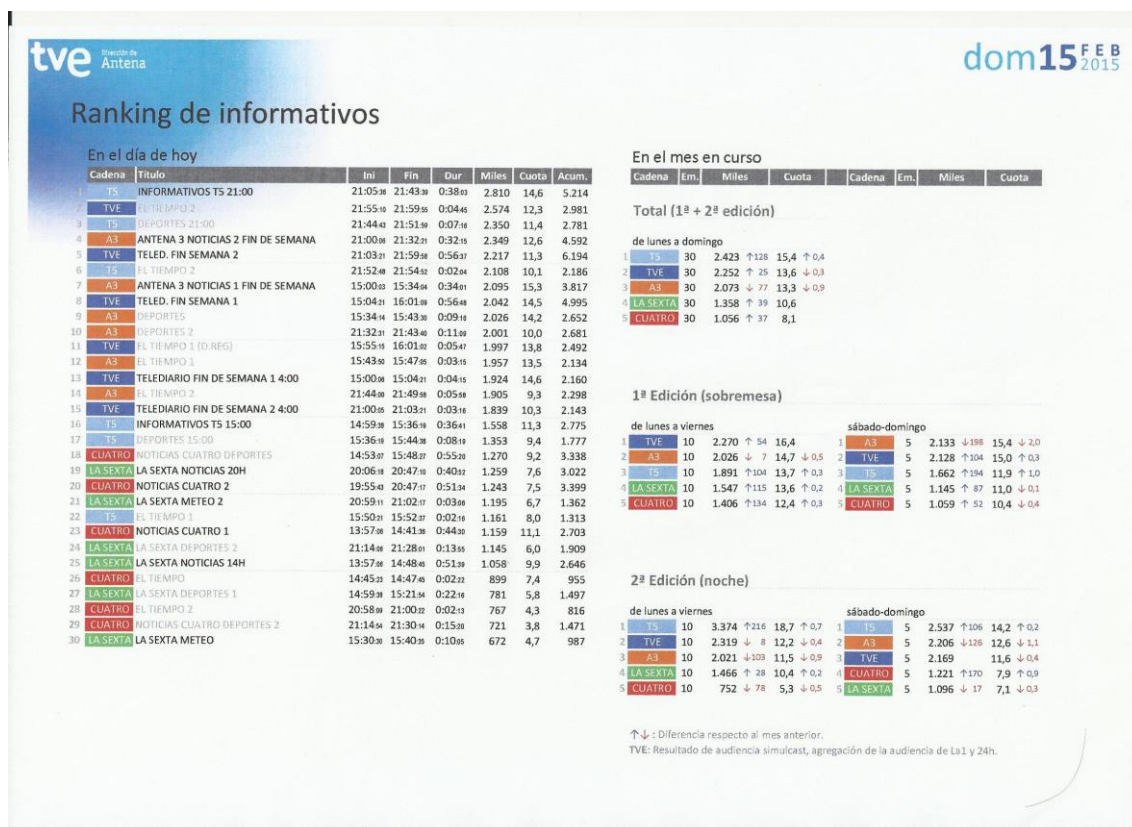 tve Dirección de Antena
dom15 FEB 2015
Ranking de informativos
En el día de hoy
Cadena Título Ini Fin Dur Miles Cuota Acum.
1 T5 INFORMATIVOS T5 21:00 21:05:36 21:43:39 0:38:03 2.810 14,6 5.214
2 TVE EL TIEMPO 2 21:55:10 21:59:55 0:04:45 2.574 12,3 2.981
3 T5 DEPORTES 21:00 21:44:43 21:51:59 0:07:16 2.350 11,4 2.781
4 A3 ANTENA 3 NOTICIAS 2 FIN DE SEMANA 21:00:06 21:32:21 0:32:15 2.349 12,6 4.592
5 TVE TELED. FIN SEMANA 2 21:03:21 21:59:58 0:56:37 2.217 11,3 6.194
6 T5 EL TIEMPO 2 21:52:48 21:54:52 0:02:04 2.108 10,1 2.186
7 A3 ANTENA 3 NOTICIAS 1 FIN DE SEMANA 15:00:03 15:34:04 0:34:01 2.095 15,3 3.817
8 TVE TELED. FIN SEMANA 1 15:04:21 16:01:09 0:56:48 2.042 14,5 4.995
9 A3 DEPORTES 15:34:14 15:43:30 0:09:16 2.026 14,2 2.652
10 A3 DEPORTES 2 21:32:31 21:43:40 0:11:09 2.001 10,0 2.681
11 TVE EL TIEMPO 1 (D.REG) 15:55:15 16:01:02 0:05:47 1.997 13,8 2.492
12 A3 EL TIEMPO 1 15:43:50 15:47:05 0:03:15 1.957 13,5 2.134
13 TVE TELEDIARIO FIN DE SEMANA 1 4:00 15:00:06 15:04:21 0:04:15 1.924 14,6 2.160
14 A3 EL TIEMPO 2 21:44:00 21:49:58 0:05:58 1.905 9,3 2.298
15 TVE TELEDIARIO FIN DE SEMANA 2 4:00 21:00:05 21:03:21 0:03:16 1.839 10,3 2.143
16 T5 INFORMATIVOS T5 15:00 14:59:38 15:36:19 0:36:41 1.558 11,3 2.775
17 T5 DEPORTES 15:00 15:36:19 15:44:38 0:08:19 1.353 9,4 1.777
18 CUATRO NOTICIAS CUATRO DEPORTES 14:53:07 15:48:27 0:55:20 1.270 9,2 3.338
19 LA SEXTA LA SEXTA NOTICIAS 20H 20:06:18 20:47:10 0:40:52 1.259 7,6 3.022
20 CUATRO NOTICIAS CUATRO 2 19:55:43 20:47:17 0:51:34 1.243 7,5 3.399
21 LA SEXTA LA SEXTA METEO 2 20:59:11 21:02:17 0:03:06 1.195 6,7 1.362
22 T5 EL TIEMPO 1 15:50:21 15:52:37 0:02:16 1.161 8,0 1.313
23 CUATRO NOTICIAS CUATRO 1 13:57:06 14:41:36 0:44:30 1.159 11,1 2.703
24 LA SEXTA LA SEXTA DEPORTES 2 21:14:06 21:28:01 0:13:55 1.145 6,0 1.909
25 LA SEXTA LA SEXTA NOTICIAS 14H 13:57:06 14:48:45 0:51:39 1.058 9,9 2.646
26 CUATRO EL TIEMPO 14:45:23 14:47:45 0:02:22 899 7,4 955
27 LA SEXTA LA SEXTA DEPORTES 1 14:59:38 15:21:54 0:22:16 781 5,8 1.497
28 CUATRO EL TIEMPO 2 20:58:09 21:00:22 0:02:13 767 4,3 816
29 CUATRO NOTICIAS CUATRO DEPORTES 2 21:14:54 21:30:14 0:15:20 721 3,8 1.471
30 LA SEXTA LA SEXTA METEO 15:30:30 15:40:35 0:10:05 672 4,7 987
En el mes en curso
Cadena Em. Miles Cuota Cadena Em. Miles Cuota
Total (1ª + 2ª edición)
de lunes a domingo
1 T5 30 2.423 ↑128 15,4 ↑ 0,4
2 TVE 30 2.252 ↑ 25 13,6 ↓ 0,3
3 A3 30 2.073 ↓ 77 13,3 ↓ 0,9
4 LA SEXTA 30 1.358 ↑ 39 10,6
5 CUATRO 30 1.056 ↑ 37 8,1
1ª Edición (sobremesa)
de lunes a viernes sábado-domingo
1 TVE 10 2.270 ↑ 54 16,4 1 A3 5 2.133 ↓198 15,4 ↓ 2,0
2 A3 10 2.026 ↓ 7 14,7 ↓ 0,5 2 TVE 5 2.128 ↑104 15,0 ↑ 0,3
3 T5 10 1.891 ↑104 13,7 ↑ 0,3 3 T5 5 1.662 ↑194 11,9 ↑ 1,0
4 LA SEXTA 10 1.547 ↑115 13,6 ↑ 0,2 4 LA SEXTA 5 1.145 ↑ 87 11,0 ↓ 0,1
5 CUATRO 10 1.406 ↑134 12,4 ↑ 0,3 5 CUATRO 5 1.059 ↑ 52 10,4 ↓ 0,4
2ª Edición (noche)
de lunes a viernes sábado-domingo
1 T5 10 3.374 ↑216 18,7 ↑ 0,7 1 T5 5 2.537 ↑106 14,2 ↑ 0,2
2 TVE 10 2.319 ↓ 8 12,2 ↓ 0,4 2 A3 5 2.206 ↓126 12,6 ↓ 1,1
3 A3 10 2.021 ↓103 11,5 ↓ 0,9 3 TVE 5 2.169 11,6 ↓ 0,4
4 LA SEXTA 10 1.466 ↑ 28 10,4 ↑ 0,2 4 CUATRO 5 1.221 ↑170 7,9 ↑ 0,9
5 CUATRO 10 752 ↓ 78 5,3 ↓ 0,5 5 LA SEXTA 5 1.096 ↓ 17 7,1 ↓ 0,3
↑↓ : Diferencia respecto al mes anterior.
TVE: Resultado de audiencia simulcast, agregación de la audiencia de La1 y 24h.